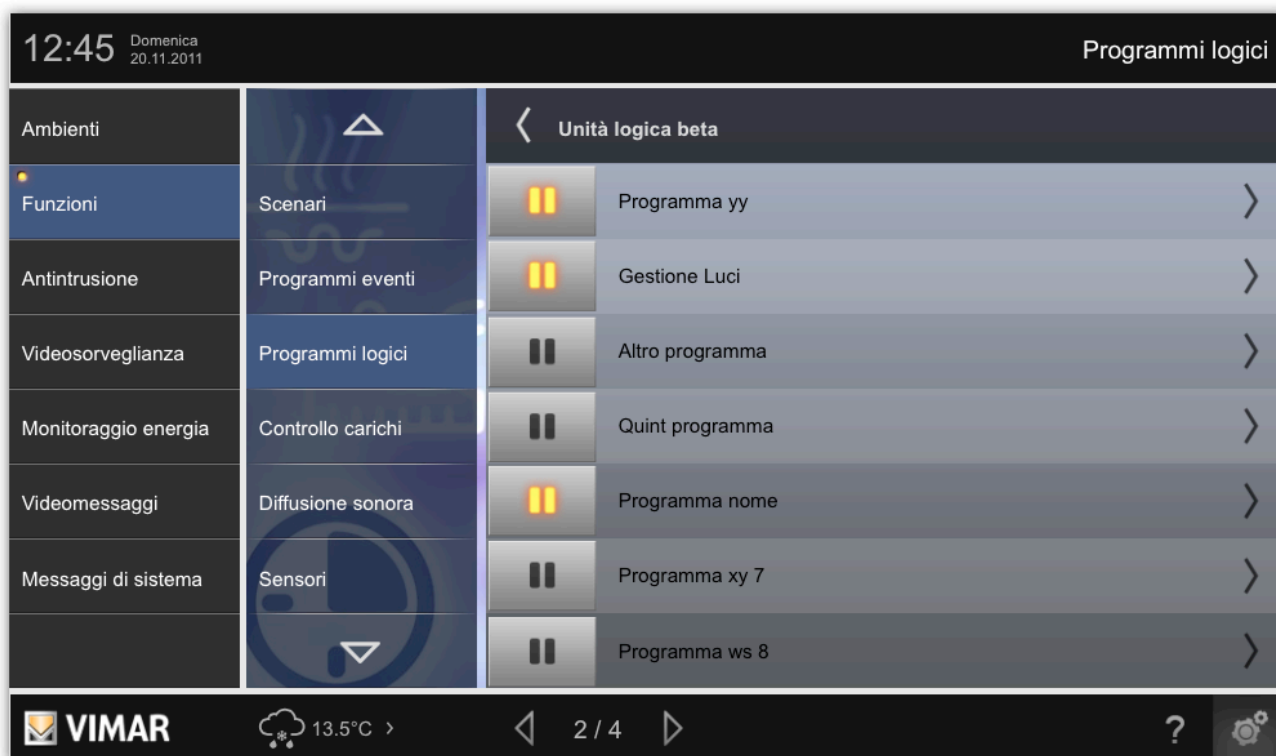 12:45 Domenica
20.11.2011
Programmi logici
Ambienti
Funzioni
Antintrusione
Videosorveglianza
Monitoraggio energia
Videomessaggi
Messaggi di sistema
Scenari
Programmi eventi
Programmi logici
Controllo carichi
Diffusione sonora
Sensori
Unità logica beta
Programma yy
Gestione Luci
Altro programma
Quint programma
Programma nome
Programma xy 7
Programma ws 8
VIMAR
13.5°C >
2 / 4
?